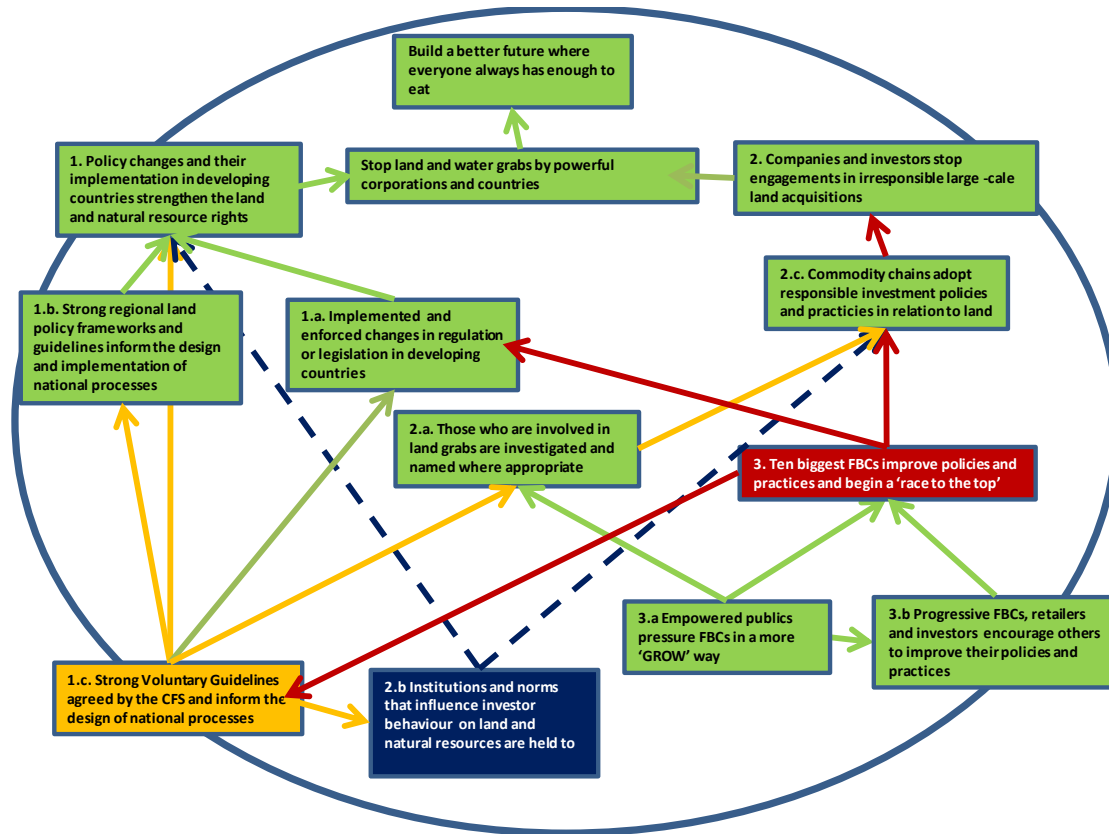 Build a better future where
everyone always has enough to
eat
1. Policy changes and their
implementation in developing
countries strengthen the land
and natural resource rights
Stop land and water grabs by powerful
corporations and countries
2. Companies and investors stop
engagements in irresponsible large -cale
land acquisitions
2.c. Commodity chains adopt
responsible investment policies
and practicies in relation to land
1.b. Strong regional land
policy frameworks and
guidelines inform the design
and implementation of
national processes
1.a. Implemented and
enforced changes in regulation
or legislation in developing
countries
2.a. Those who are involved in
land grabs are investigated and
named where appropriate
3. Ten biggest FBCs improve policies and
practices and begin a ‘race to the top’
3.a Empowered publics
pressure FBCs in a more
‘GROW’ way
3.b Progressive FBCs, retailers
and investors encourage others
to improve their policies and
practices
1.c. Strong Voluntary Guidelines
agreed by the CFS and inform the
design of national processes
2.b Institutions and norms
that influence investor
behaviour on land and
natural resources are held to